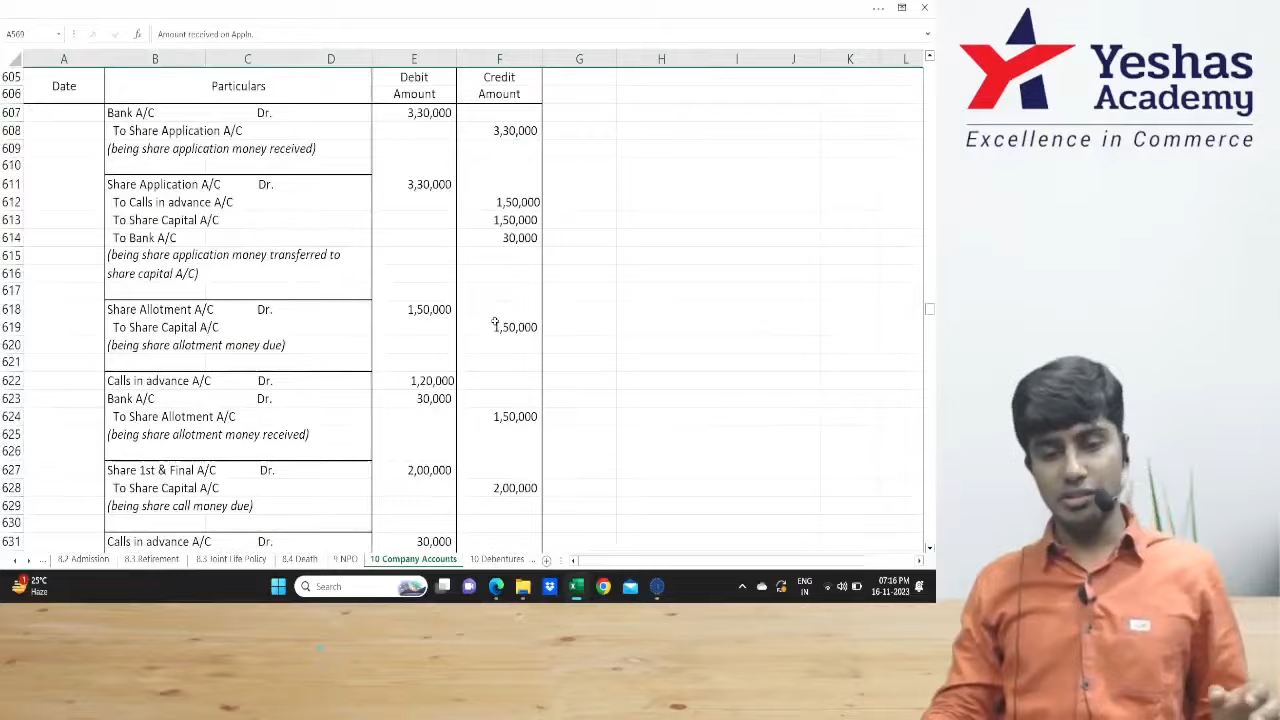 A569
fx
Amount received on Appln.
A B C D E F G H I J K L
605 Debit Credit
606 Date Particulars Amount Amount
607 Bank A/C Dr. 3,30,000
608 To Share Application A/C 3,30,000
609 (being share application money received)
610
611 Share Application A/C Dr. 3,30,000
612 To Calls in advance A/C 1,50,000
613 To Share Capital A/C 1,50,000
614 To Bank A/C 30,000
615 (being share application money transferred to
616 share capital A/C)
617
618 Share Allotment A/C Dr. 1,50,000
619 To Share Capital A/C 1,50,000
620 (being share allotment money due)
621
622 Calls in advance A/C Dr. 1,20,000
623 Bank A/C Dr. 30,000
624 To Share Allotment A/C 1,50,000
625 (being share allotment money received)
626
627 Share 1st & Final A/C Dr. 2,00,000
628 To Share Capital A/C 2,00,000
629 (being share call money due)
630
631 Calls in advance A/C 30,000
... 8.2 Admission 8.3 Retirement 8.3 Joint Life Policy 8.4 Death 9 NPO 10 Company Accounts 10 Debentures ...
1 25°C
Haze
Search
ENG
IN
07:16 PM
16-11-2023
Yeshas
Academy
Excellence in Commerce